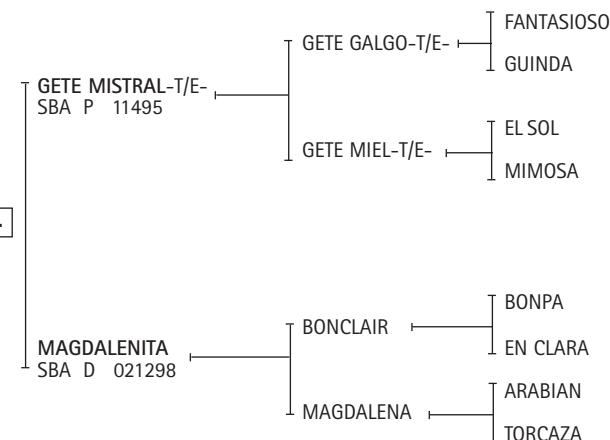 FANTASIOSO
GETE GALGO-T/E-
GUINDA
GETE MISTRAL-T/E-
SBA P 11495
EL SOL
GETE MIEL-T/E-
MIMOSA
BONPA
BONCLAIR
EN CLARA
MAGDALENITA
SBA D 021298
ARABIAN
MAGDALENA
TORCAZA